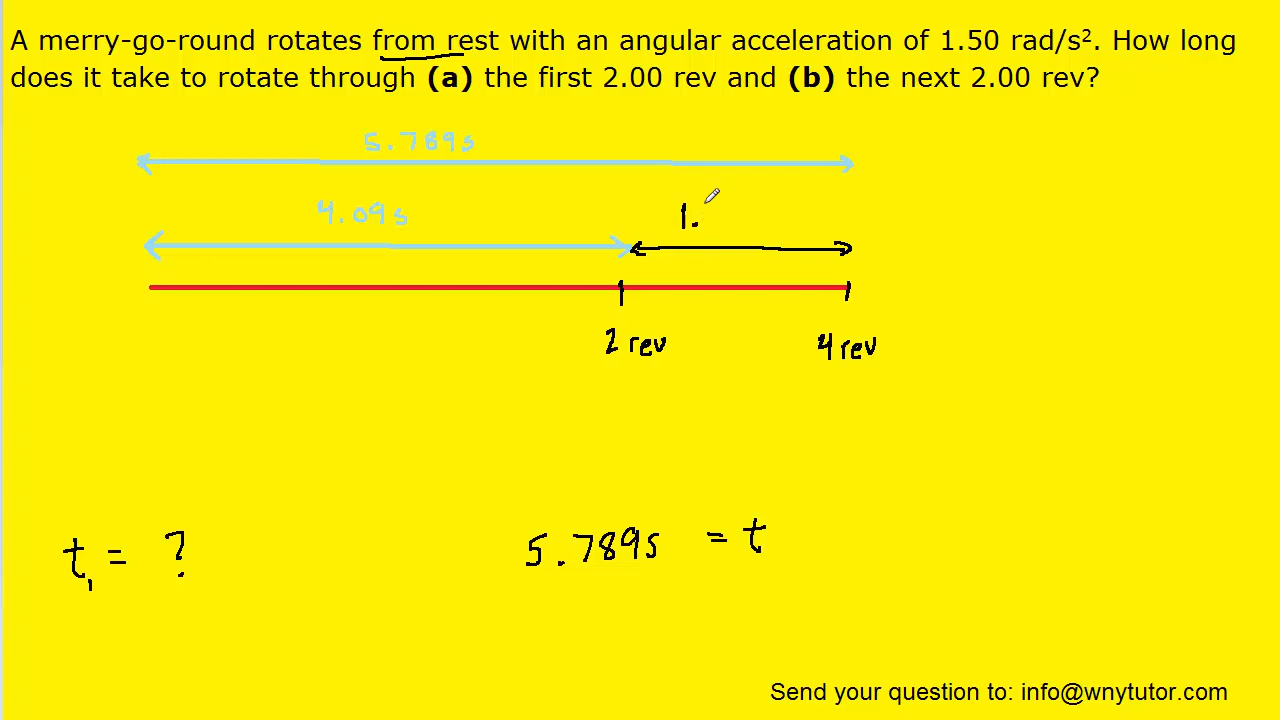 A merry-go-round rotates from rest with an angular acceleration of 1.50 rad/s². How long
does it take to rotate through (a) the first 2.00 rev and (b) the next 2.00 rev?
5.789s
4.09s
1.
2 rev
4 rev
t₁ = ?
5.789s = t
Send your question to: info@wnytutor.com